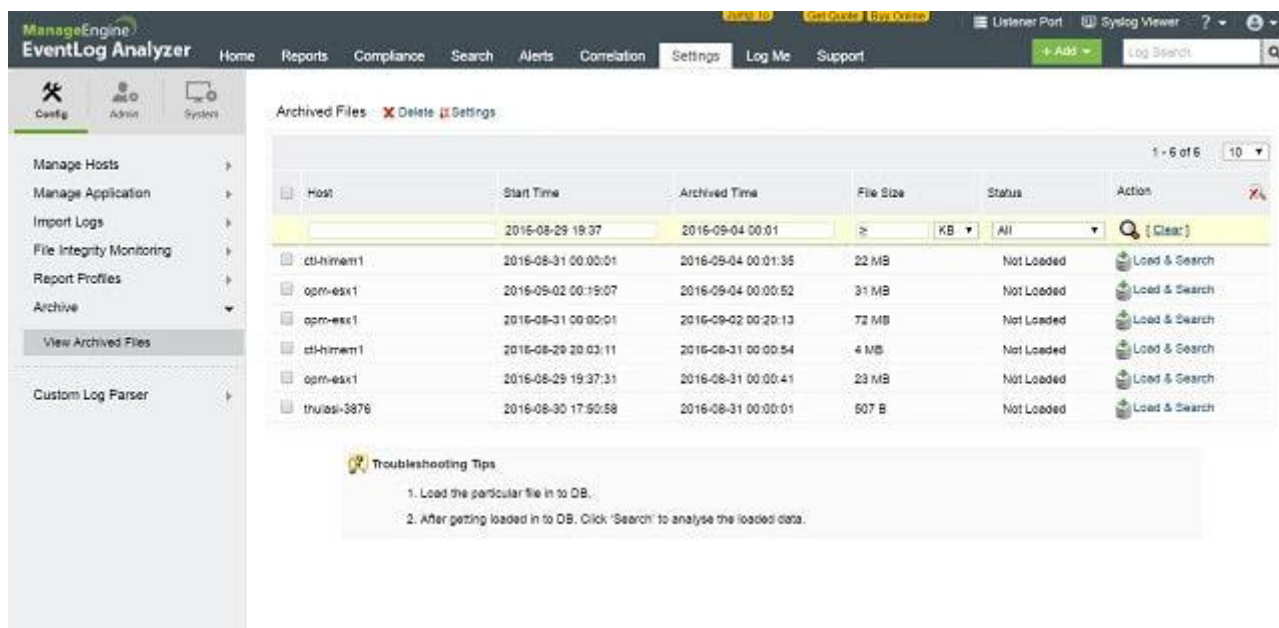 Jump To Get Quote Buy Online Listener Port Syslog Viewer ?
ManageEngine
EventLog Analyzer
Home Reports Compliance Search Alerts Correlation Settings Log Me Support + Add Log Search
Config Admin System
Archived Files Delete Settings
1 - 6 of 6 10
Manage Hosts
Manage Application
Import Logs
File Integrity Monitoring
Report Profiles
Archive
View Archived Files
Custom Log Parser
Host Start Time Archived Time File Size Status Action
2016-08-29 19:37 2016-09-04 00:01 ≥ KB All [ Clear ]
ctl-himem1 2016-08-31 00:00:01 2016-09-04 00:01:35 22 MB Not Loaded Load & Search
opm-esx1 2016-09-02 00:19:07 2016-09-04 00:00:52 31 MB Not Loaded Load & Search
opm-esx1 2016-08-31 00:00:01 2016-09-02 00:20:13 72 MB Not Loaded Load & Search
ctl-himem1 2016-08-29 20:03:11 2016-08-31 00:00:54 4 MB Not Loaded Load & Search
opm-esx1 2016-08-29 19:37:31 2016-08-31 00:00:41 23 MB Not Loaded Load & Search
thulasi-3876 2016-08-30 17:50:58 2016-08-31 00:00:01 507 B Not Loaded Load & Search
Troubleshooting Tips
1. Load the particular file in to DB.
2. After getting loaded in to DB. Click 'Search' to analyse the loaded data.